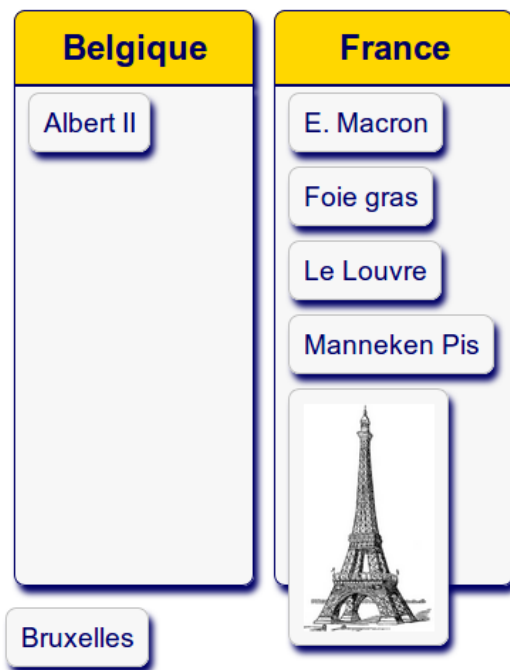 Belgique
Albert II
France
E. Macron
Foie gras
Le Louvre
Manneken Pis
Bruxelles